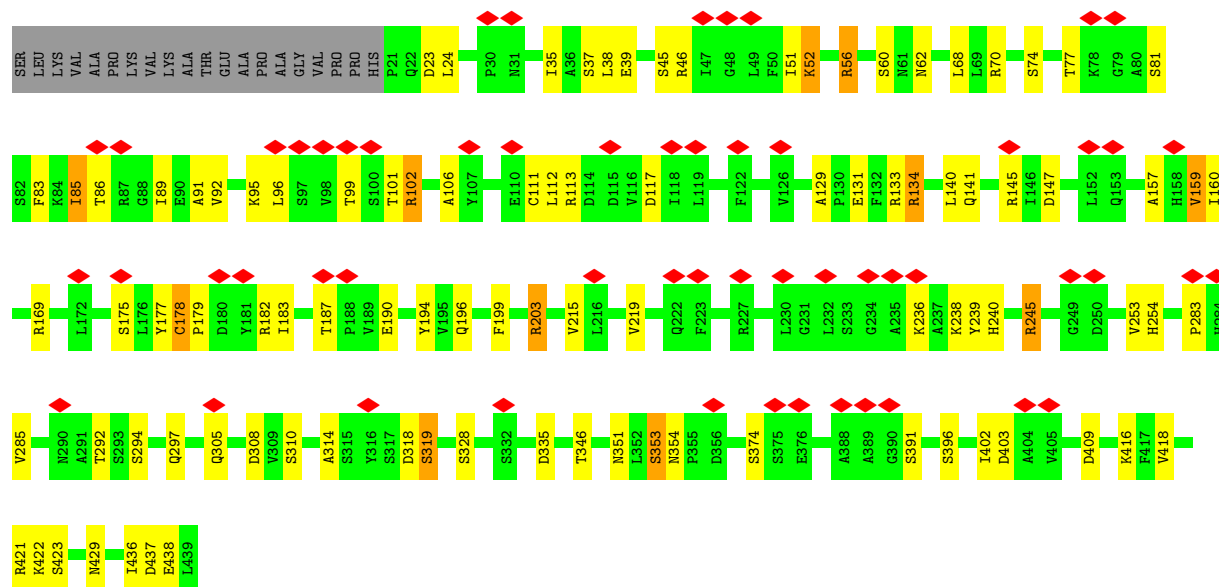 SER LEU LYS VAL ALA PRO LYS VAL LYS ALA THR GLU ALA PRO ALA GLY VAL PRO PRO HIS P21 Q22 D23 L24 P30 N31 I35 A36 S37 L38 E39 S45 R46 I47 G48 L49 F50 I51 K52 R56 S60 N61 N62 L68 L69 R70 S74 T77 K78 G79 A80 S81
S82 F83 K84 I85 T86 R87 G88 I89 E90 A91 V92 K95 L96 S97 V98 T99 S100 T101 R102 A106 Y107 E110 C111 L112 R113 D114 D115 V116 D117 I118 L119 F122 V126 A129 P130 E131 F132 R133 R134 L140 Q141 R145 I146 D147 L152 Q153 A157 H158 V159 I160
R169 L172 S175 L176 Y177 C178 P179 D180 Y181 R182 I183 T187 P188 V189 E190 Y194 V195 Q196 F199 R203 V215 L216 V219 Q222 F223 R227 L230 G231 L232 S233 G234 A235 K236 A237 K238 Y239 H240 R245 G249 D250 V253 H254 P283
V285 N290 A291 T292 S293 S294 Q297 Q305 D308 V309 S310 A314 S315 Y316 S317 D318 S319 S328 S332 D335 T346 N351 L352 S353 N354 P355 D356 S374 S375 E376 A388 A389 G390 S391 S396 I402 D403 A404 V405 D409 K416 F417 V418
R421 K422 S423 N429 I436 D437 E438 L439